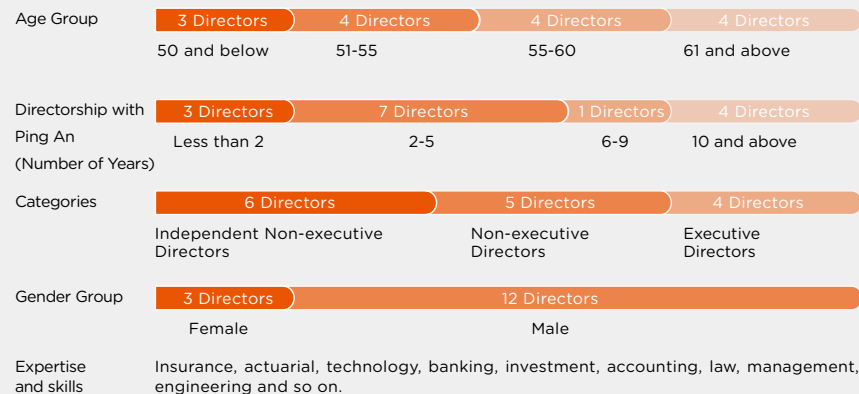 Age Group
3 Directors 4 Directors 4 Directors 4 Directors
50 and below 51-55 55-60 61 and above
Directorship with
Ping An
(Number of Years)
3 Directors 7 Directors 1 Directors 4 Directors
Less than 2 2-5 6-9 10 and above
Categories
6 Directors 5 Directors 4 Directors
Independent Non-executive
Directors
Non-executive
Directors
Executive
Directors
Gender Group
3 Directors 12 Directors
Female Male
Expertise
and skills
Insurance, actuarial, technology, banking, investment, accounting, law, management,
engineering and so on.